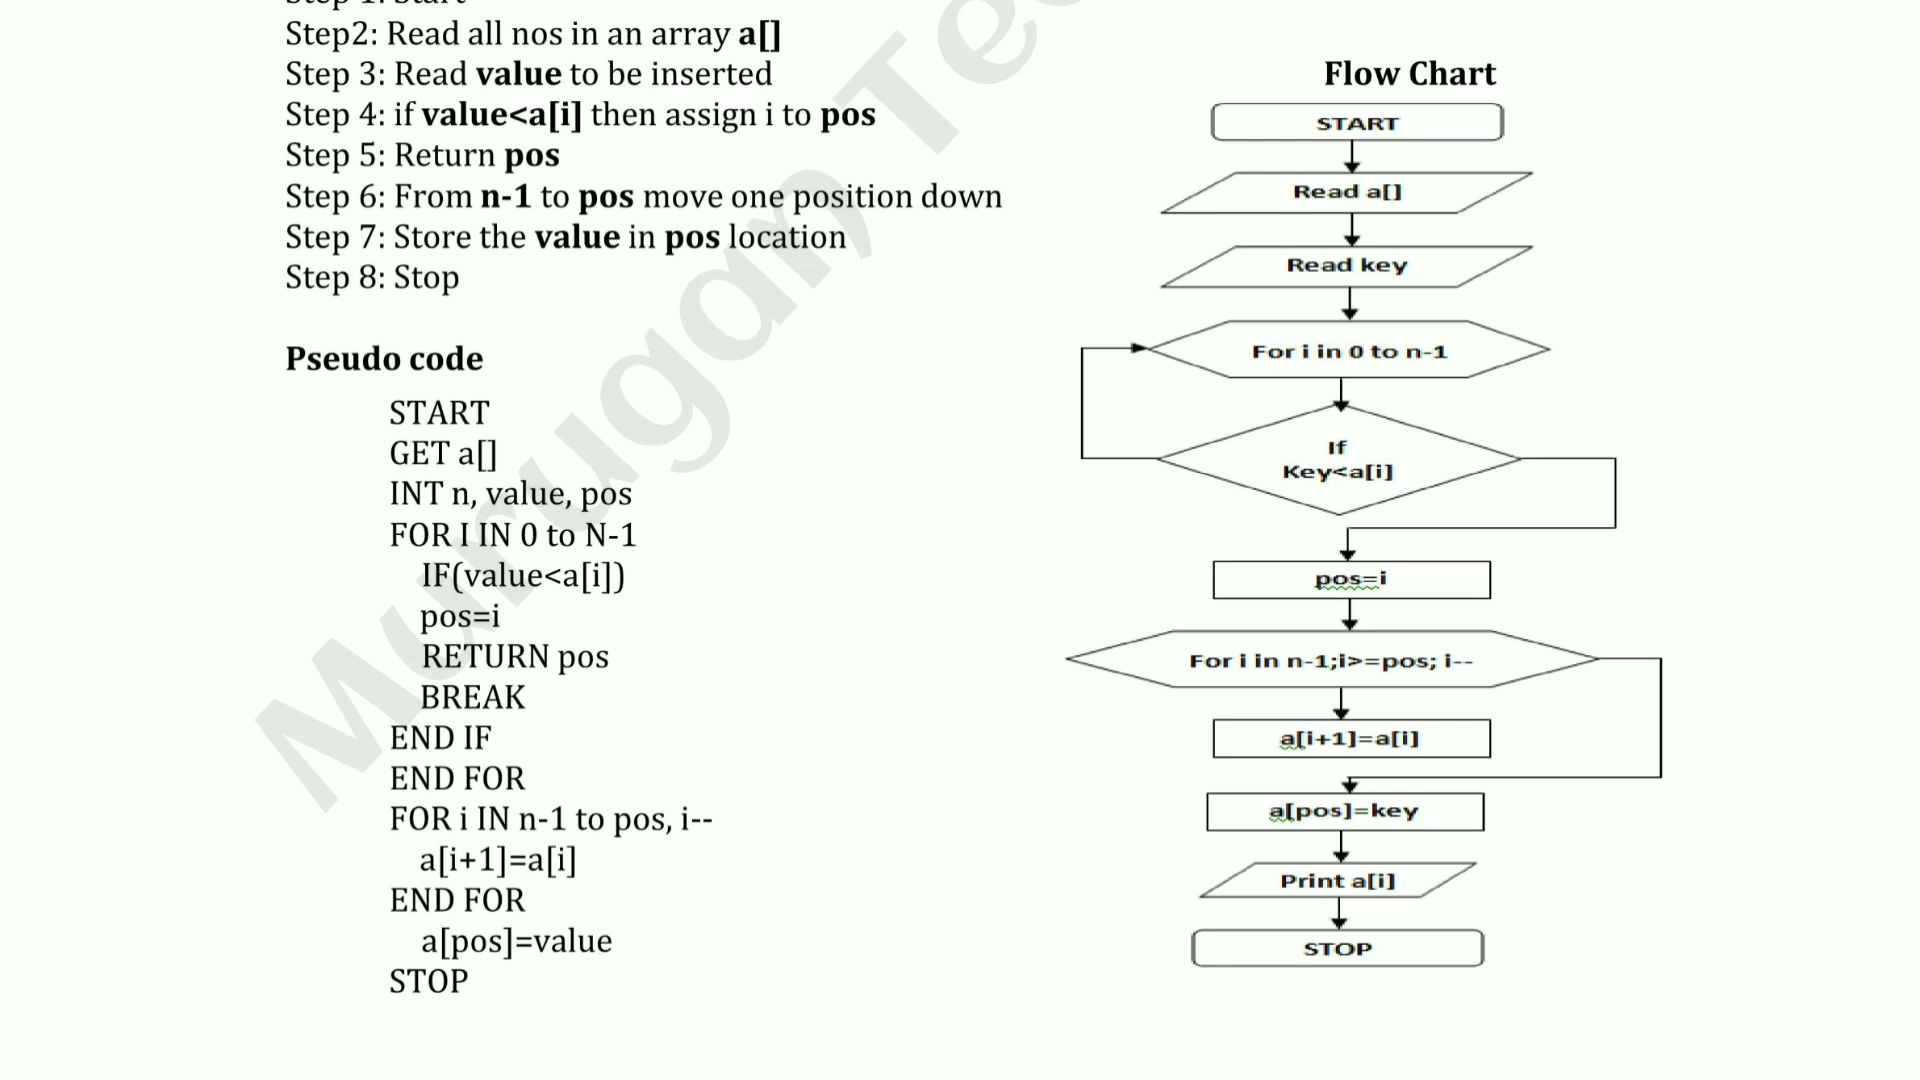 Step 1: Start
Step2: Read all nos in an array a[]
Step 3: Read value to be inserted
Step 4: if value<a[i] then assign i to pos
Step 5: Return pos
Step 6: From n-1 to pos move one position down
Step 7: Store the value in pos location
Step 8: Stop
Pseudo code
START
GET a[]
INT n, value, pos
FOR I IN 0 to N-1
IF(value<a[i])
pos=i
RETURN pos
BREAK
END IF
END FOR
FOR i IN n-1 to pos, i--
a[i+1]=a[i]
END FOR
a[pos]=value
STOP
Flow Chart
START
Read a[]
Read key
For i in 0 to n-1
If
Key<a[i]
pos=i
For i in n-1;i>=pos; i--
a[i+1]=a[i]
a[pos]=key
Print a[i]
STOP
Murugan